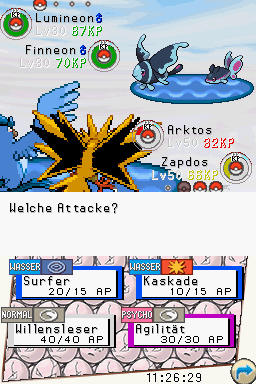 Lumineon♂
Lv30 87KP
Finneon♂
Lv30 70KP
Arktos
Lv50 82KP
Zapdos
Lv50 86KP
Welche Attacke?
WASSER
Surfer
20/15 AP
WASSER
Kaskade
10/15 AP
NORMAL
Willensleser
40/40 AP
PSYCHO
Agilität
30/30 AP
11:26:29